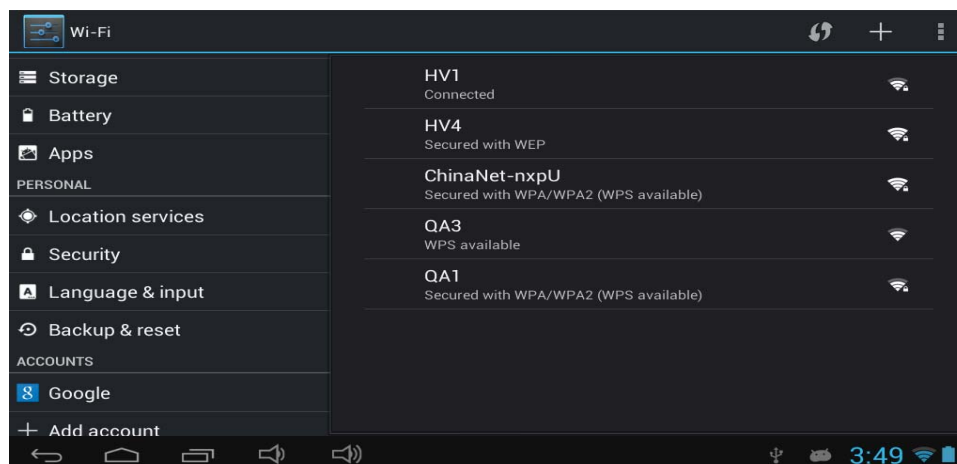 Wi-Fi
Storage
Battery
Apps
PERSONAL
Location services
Security
Language & input
Backup & reset
ACCOUNTS
Google
Add account
HV1
Connected
HV4
Secured with WEP
ChinaNet-nxpU
Secured with WPA/WPA2 (WPS available)
QA3
WPS available
QA1
Secured with WPA/WPA2 (WPS available)
3:49